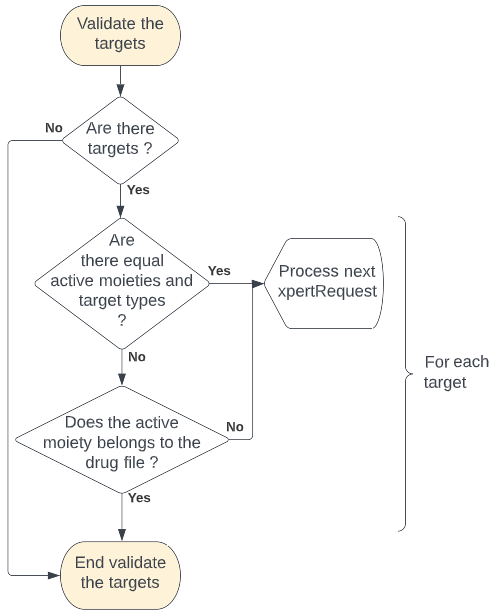 Validate the
targets
No
Are there
targets ?
Yes
Are
there equal
active moieties and
target types
?
Yes
Process next
xpertRequest
For each
target
No
Does the active
moiety belongs to the
drug file ?
No
Yes
End validate
the targets